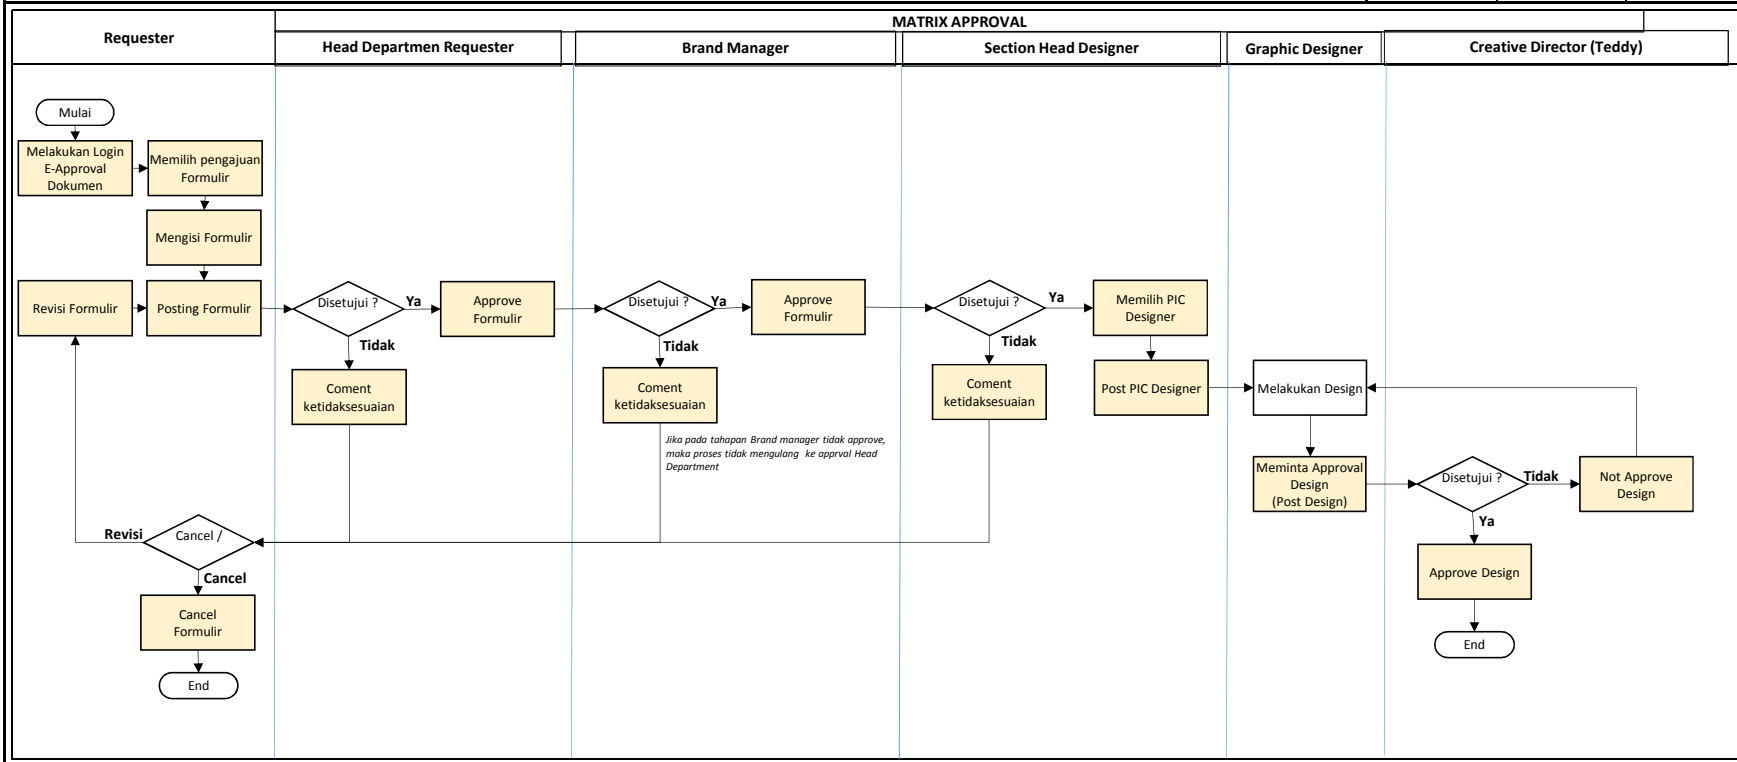 MATRIX APPROVAL
Requester
Head Departmen Requester
Brand Manager
Section Head Designer
Graphic Designer
Creative Director (Teddy)
Mulai
Melakukan Login
E-Approval
Dokumen
Memilih pengajuan
Formulir
Mengisi Formulir
Revisi Formulir
Posting Formulir
Disetujui ?
Ya
Tidak
Approve
Formulir
Coment
ketidaksesuaian
Disetujui ?
Ya
Tidak
Approve
Formulir
Coment
ketidaksesuaian
Jika pada tahapan Brand manager tidak approve,
maka proses tidak mengulang ke apprval Head
Department
Disetujui ?
Ya
Tidak
Memilih PIC
Designer
Coment
ketidaksesuaian
Post PIC Designer
Melakukan Design
Meminta Approval
Design
(Post Design)
Disetujui ?
Tidak
Not Approve
Design
Ya
Approve Design
End
Revisi
Cancel /
Cancel
Cancel
Formulir
End